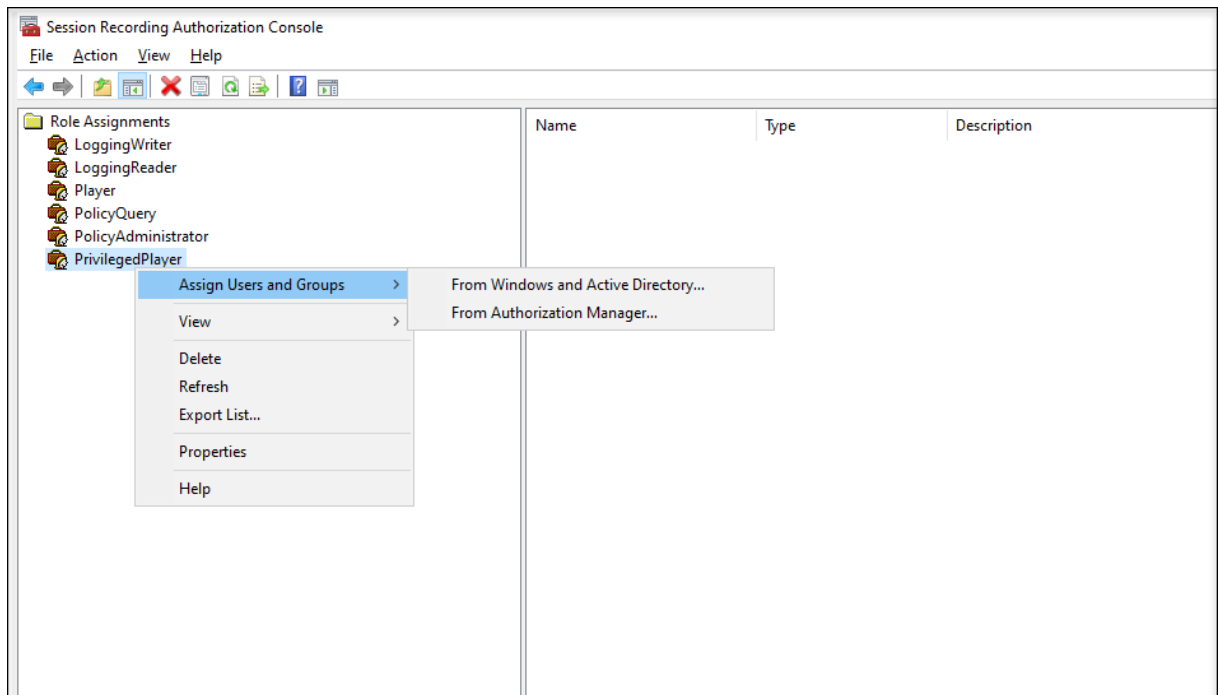 Session Recording Authorization Console
File Action View Help
Role Assignments
LoggingWriter
LoggingReader
Player
PolicyQuery
PolicyAdministrator
PrivilegedPlayer
Name Type Description
Assign Users and Groups
View
Delete
Refresh
Export List...
Properties
Help
From Windows and Active Directory...
From Authorization Manager...